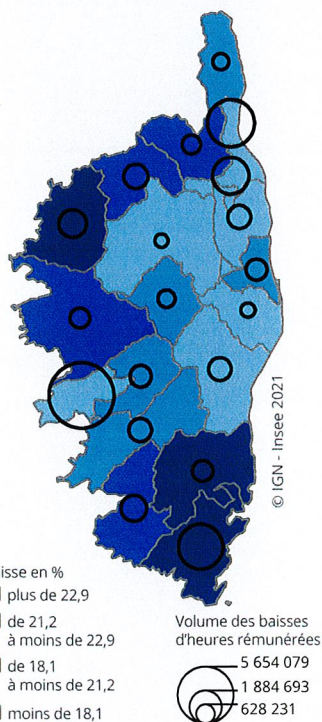 © IGN - Insee 2021
isse en %
plus de 22,9
de 21,2
à moins de 22,9
de 18,1
à moins de 21,2
moins de 18,1
Volume des baisses
d'heures rémunérées
5 654 079
1 884 693
628 231